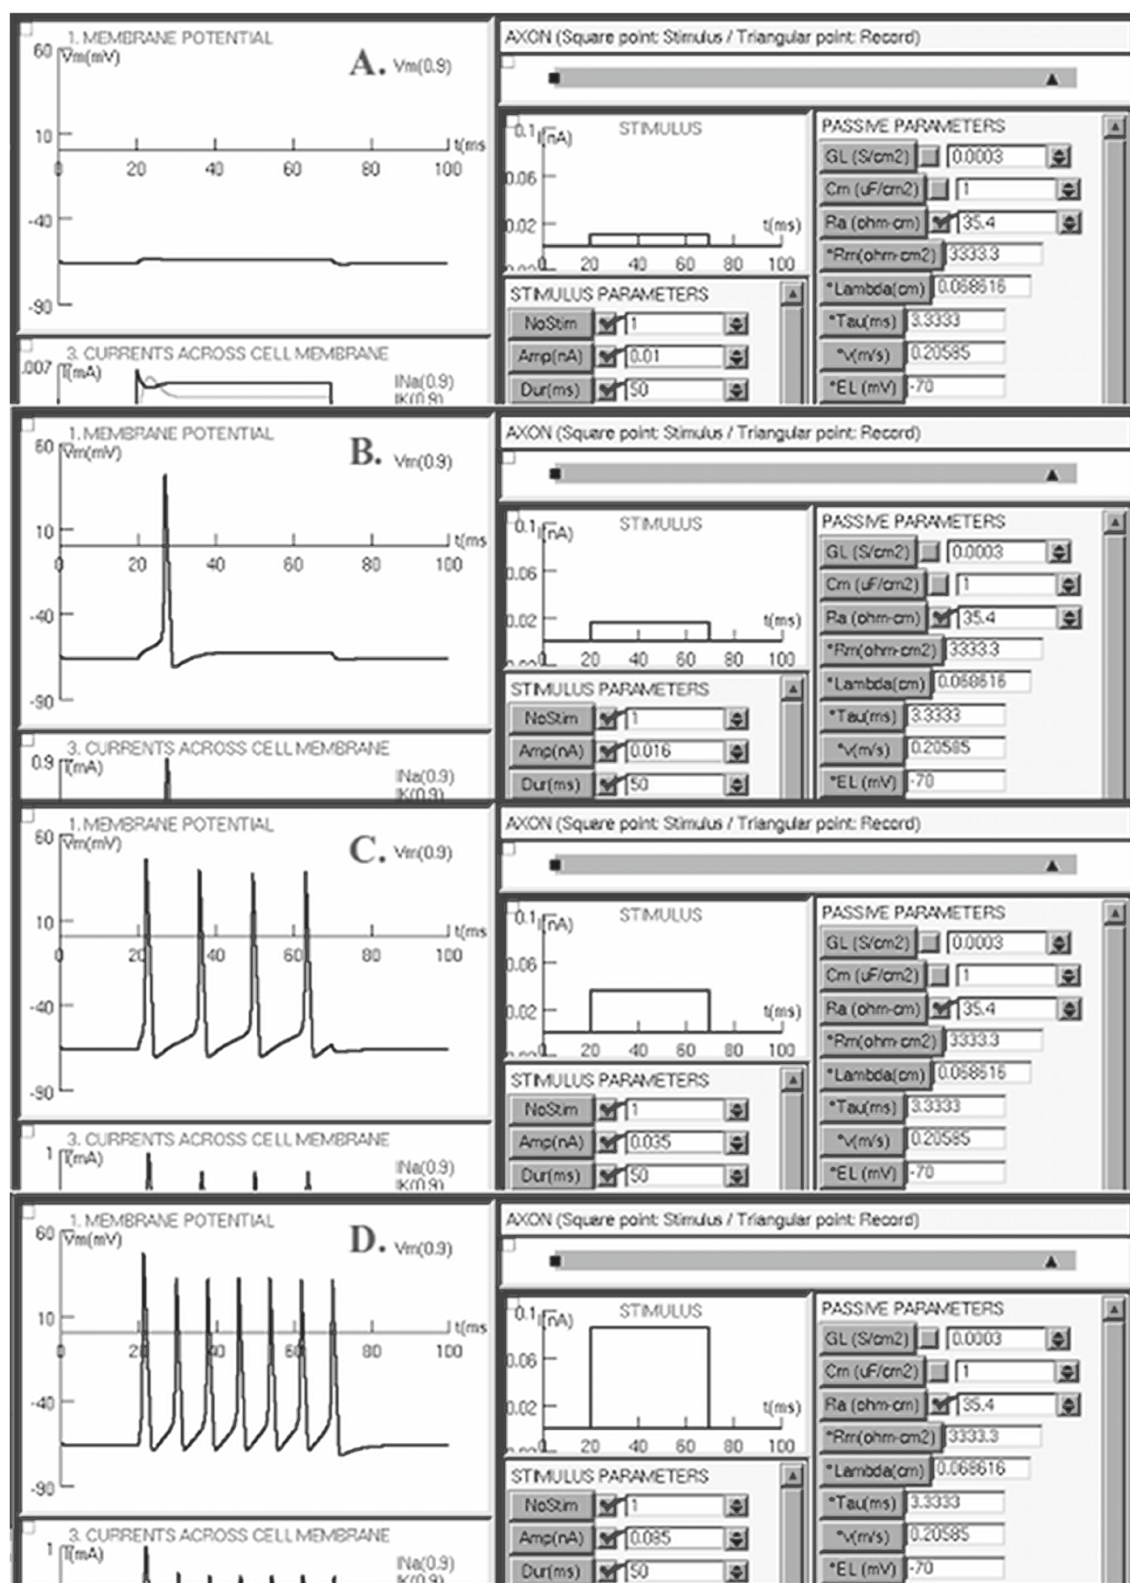 1. MEMBRANE POTENTIAL
60 Vm(mV)
A. Vm(0.9)
10
t(ms
0 20 40 60 80 100
-40
-90
3. CURRENTS ACROSS CELL MEMBRANE
.007 I(mA)
INa(0.9)
IK(0.9)
AXON (Square point: Stimulus / Triangular point: Record)
STIMULUS
0.1 I(nA)
0.06
0.02 t(ms)
20 40 60 80 100
STIMULUS PARAMETERS
NoStim 1
Amp(nA) 0.01
Dur(ms) 50
PASSIVE PARAMETERS
GL (S/cm2) 0.0003
Cm (uF/cm2) 1
Ra (ohm-cm) 35.4
*Rm(ohm-cm2) 3333.3
*Lambda(cm) 0.068616
*Tau(ms) 3.3333
*v(m/s) 0.20585
*EL (mV) -70
1. MEMBRANE POTENTIAL
60 Vm(mV)
B. Vm(0.9)
10
t(ms
0 20 40 60 80 100
-40
-90
3. CURRENTS ACROSS CELL MEMBRANE
0.9 I(mA)
INa(0.9)
IK(0.9)
AXON (Square point: Stimulus / Triangular point: Record)
STIMULUS
0.1 I(nA)
0.06
0.02 t(ms)
20 40 60 80 100
STIMULUS PARAMETERS
NoStim 1
Amp(nA) 0.016
Dur(ms) 50
PASSIVE PARAMETERS
GL (S/cm2) 0.0003
Cm (uF/cm2) 1
Ra (ohm-cm) 35.4
*Rm(ohm-cm2) 3333.3
*Lambda(cm) 0.068616
*Tau(ms) 3.3333
*v(m/s) 0.20585
*EL (mV) -70
1. MEMBRANE POTENTIAL
60 Vm(mV)
C. Vm(0.9)
10
t(ms
0 20 40 60 80 100
-40
-90
3. CURRENTS ACROSS CELL MEMBRANE
1 I(mA)
INa(0.9)
IK(0.9)
AXON (Square point: Stimulus / Triangular point: Record)
STIMULUS
0.1 I(nA)
0.06
0.02 t(ms)
20 40 60 80 100
STIMULUS PARAMETERS
NoStim 1
Amp(nA) 0.035
Dur(ms) 50
PASSIVE PARAMETERS
GL (S/cm2) 0.0003
Cm (uF/cm2) 1
Ra (ohm-cm) 35.4
*Rm(ohm-cm2) 3333.3
*Lambda(cm) 0.068616
*Tau(ms) 3.3333
*v(m/s) 0.20585
*EL (mV) -70
1. MEMBRANE POTENTIAL
60 Vm(mV)
D. Vm(0.9)
10
t(ms
0 20 40 60 80 100
-40
-90
3. CURRENTS ACROSS CELL MEMBRANE
1 I(mA)
INa(0.9)
IK(0.9)
AXON (Square point: Stimulus / Triangular point: Record)
STIMULUS
0.1 I(nA)
0.06
0.02 t(ms)
20 40 60 80 100
STIMULUS PARAMETERS
NoStim 1
Amp(nA) 0.085
Dur(ms) 50
PASSIVE PARAMETERS
GL (S/cm2) 0.0003
Cm (uF/cm2) 1
Ra (ohm-cm) 35.4
*Rm(ohm-cm2) 3333.3
*Lambda(cm) 0.068616
*Tau(ms) 3.3333
*v(m/s) 0.20585
*EL (mV) -70